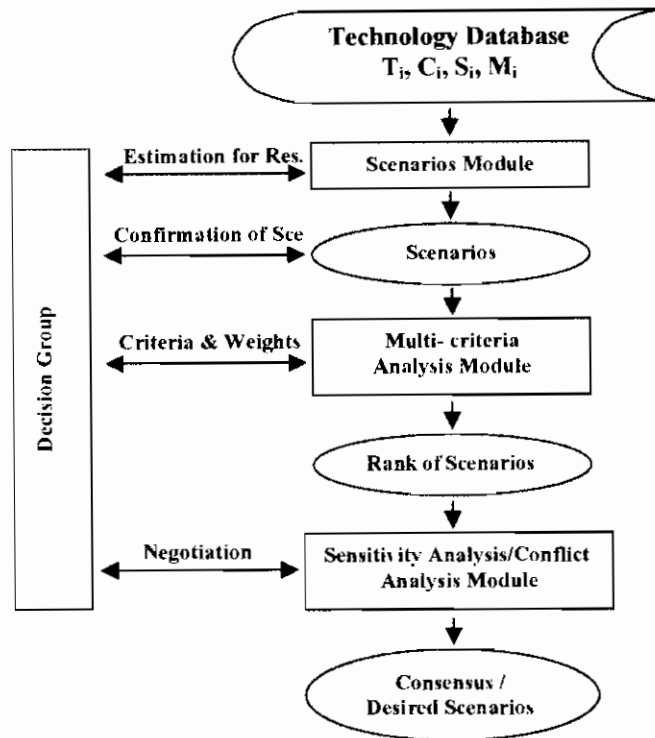 Technology Database
Ti, Ci, Si, Mi
Estimation for Res.
Scenarios Module
Confirmation of Sce
Scenarios
Criteria & Weights
Multi- criteria
Analysis Module
Decision Group
Rank of Scenarios
Negotiation
Sensitivity Analysis/Conflict
Analysis Module
Consensus /
Desired Scenarios